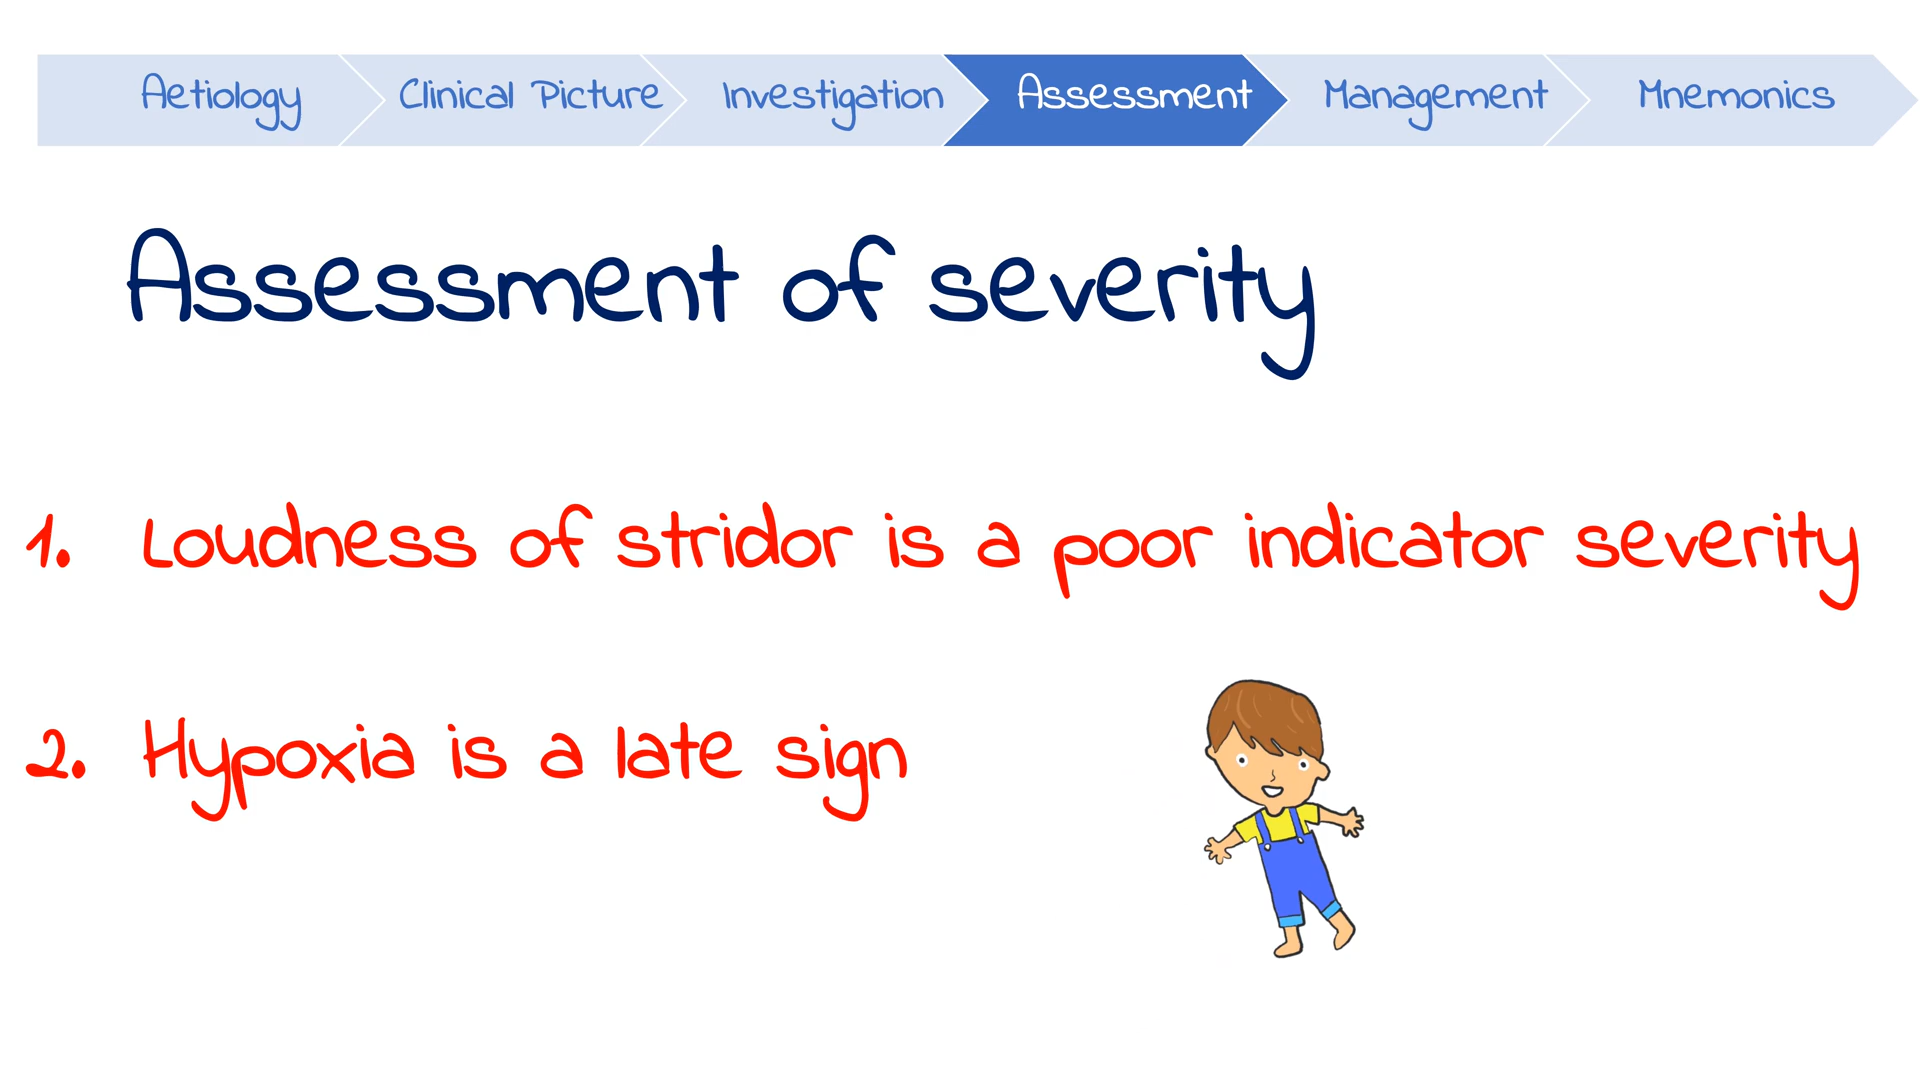 Aetiology Clinical Picture Investigation Assessment Management Mnemonics
Assessment of severity
1. Loudness of stridor is a poor indicator severity
2. Hypoxia is a late sign